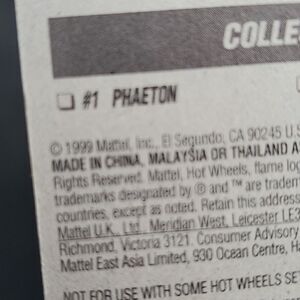 COLLE
☐ #1 PHAETON
© 1999 Mattel, Inc., El Segundo, CA 90245 U.S
MADE IN CHINA, MALAYSIA OR THAILAND A
Rights Reserved. Mattel, Hot Wheels, flame log
trademarks designated by ® and ™ are tradem
countries, except as noted. Retain this address
Mattel U.K., Ltd., Meridian West, Leicester LE3
Richmond, Victoria 3121. Consumer Advisory
Mattel East Asia Limited, 930 Ocean Centre, Ha
NOT FOR USE WITH SOME HOT WHEELS SE